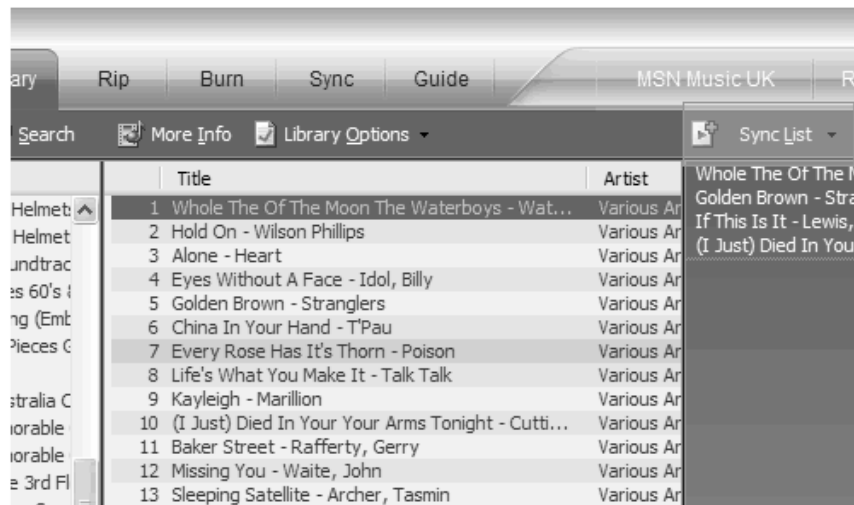 ary Rip Burn Sync Guide MSN Music UK R
Search More Info Library Options Sync List
Title Artist
Helmet:
Helmet
undtrac
es 60's &
ng (Emb
Pieces G
stralia C
orable
orable
e 3rd Fl
1 Whole The Of The Moon The Waterboys - Wat... Various Ar
2 Hold On - Wilson Phillips Various Ar
3 Alone - Heart Various Ar
4 Eyes Without A Face - Idol, Billy Various Ar
5 Golden Brown - Stranglers Various Ar
6 China In Your Hand - T'Pau Various Ar
7 Every Rose Has It's Thorn - Poison Various Ar
8 Life's What You Make It - Talk Talk Various Ar
9 Kayleigh - Marillion Various Ar
10 (I Just) Died In Your Your Arms Tonight - Cutti... Various Ar
11 Baker Street - Rafferty, Gerry Various Ar
12 Missing You - Waite, John Various Ar
13 Sleeping Satellite - Archer, Tasmin Various Ar
Whole The Of The M
Golden Brown - Stra
If This Is It - Lewis,
(I Just) Died In You